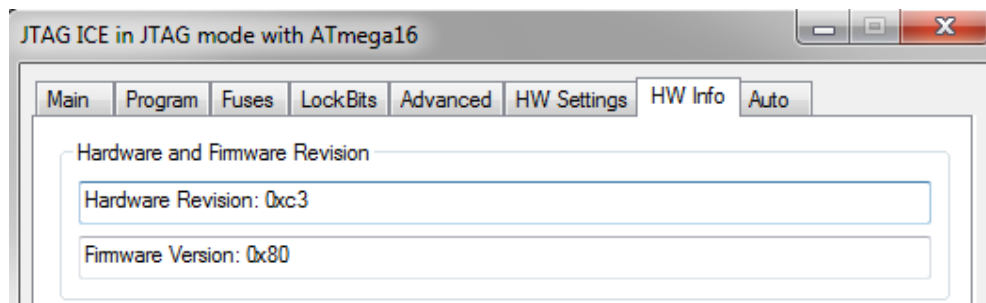 JTAG ICE in JTAG mode with ATmega16
Main Program Fuses LockBits Advanced HW Settings HW Info Auto
Hardware and Firmware Revision
Hardware Revision: 0xc3
Firmware Version: 0x80